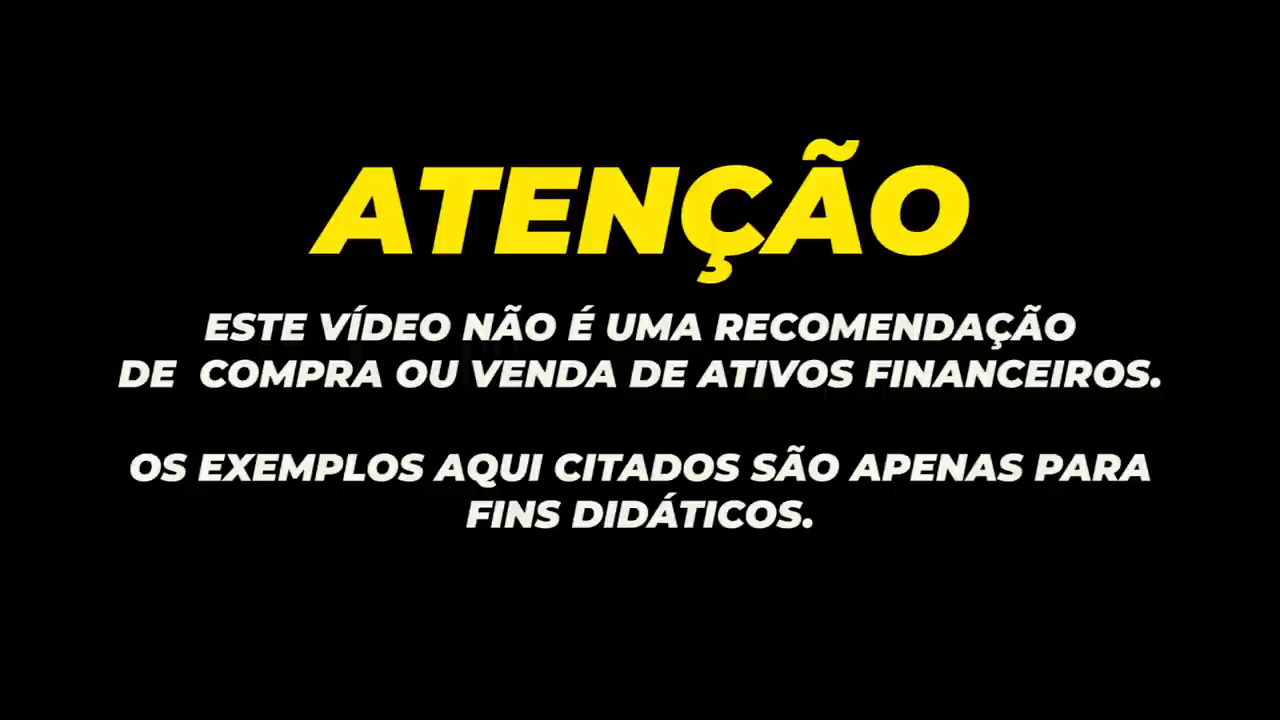 ATENÇÃO
ESTE VÍDEO NÃO É UMA RECOMENDAÇÃO
DE  COMPRA OU VENDA DE ATIVOS FINANCEIROS.
OS EXEMPLOS AQUI CITADOS SÃO APENAS PARA
FINS DIDÁTICOS.